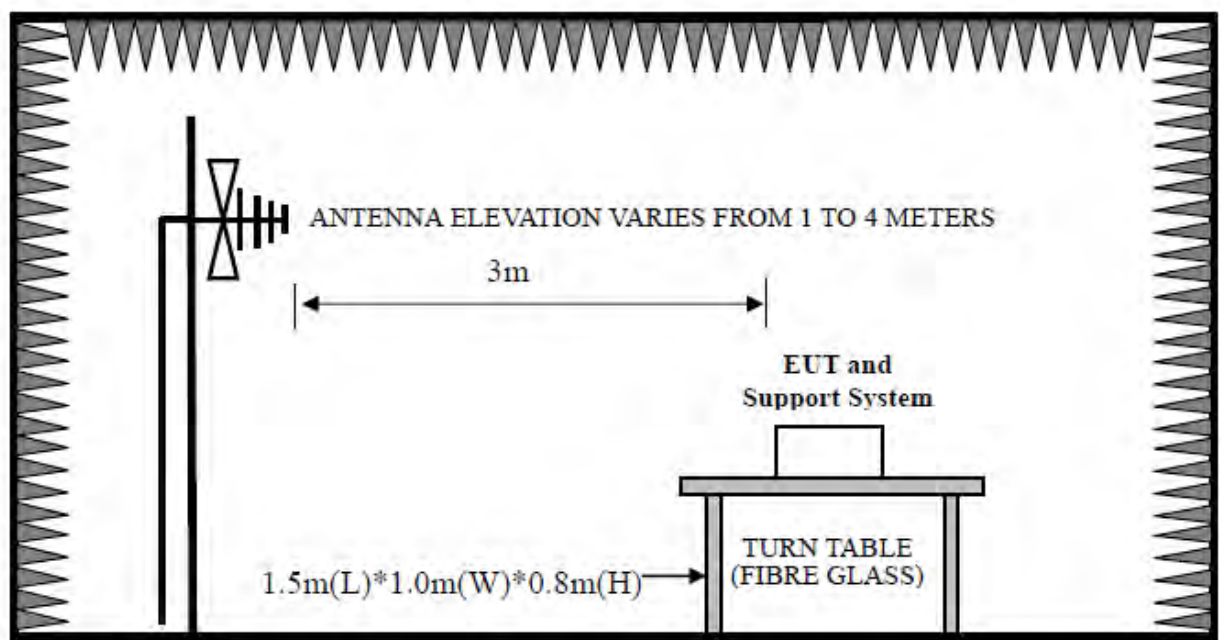 ANTENNA ELEVATION VARIES FROM 1 TO 4 METERS
3m
EUT and
Support System
TURN TABLE
(FIBRE GLASS)
1.5m(L)*1.0m(W)*0.8m(H)